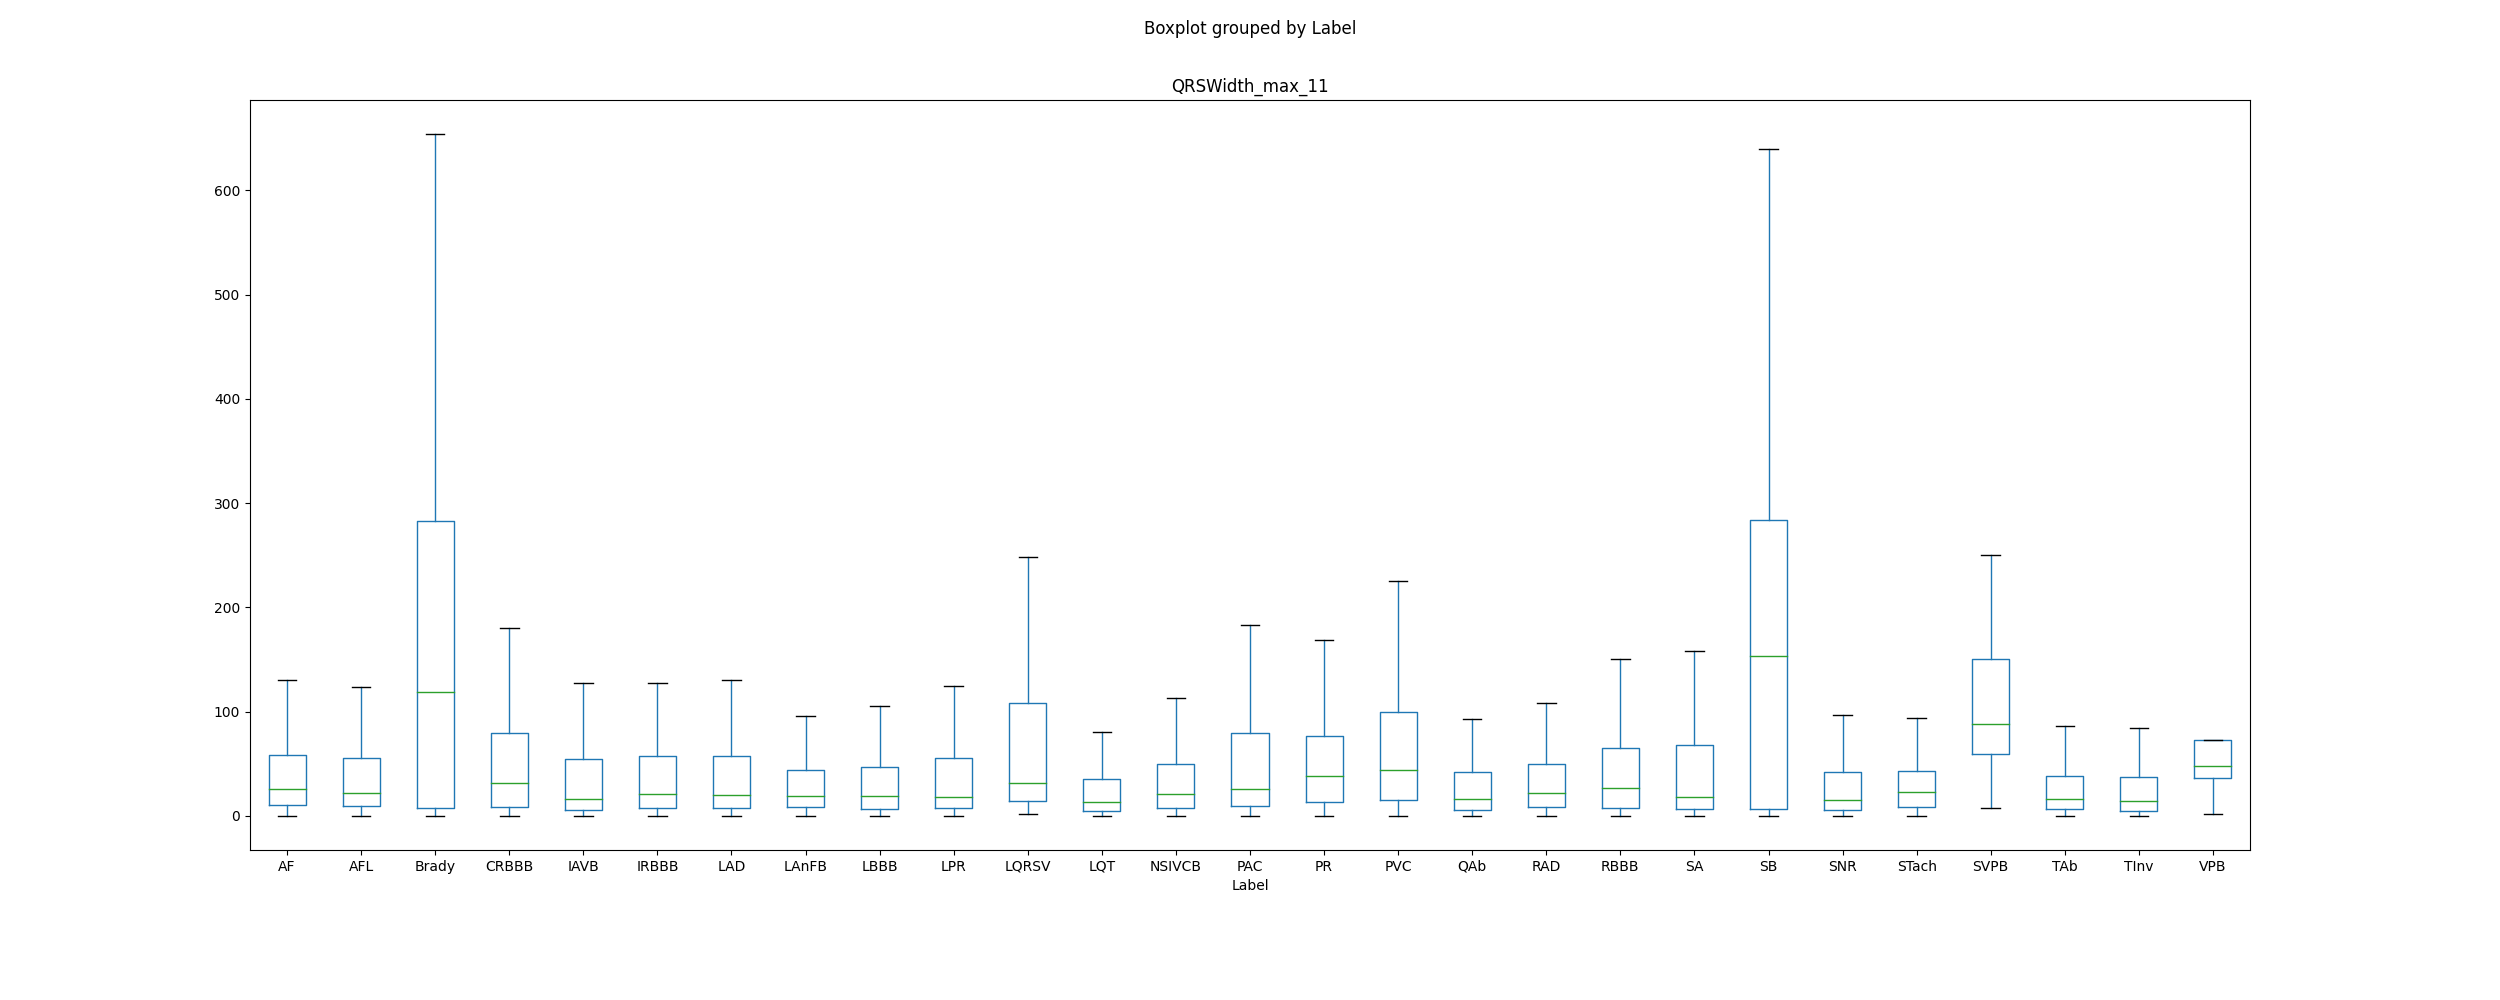 Boxplot grouped by Label
QRSWidth_max_11
600
500
400
300
200
100
0
AF AFL Brady CRBBB IAVB IRBBB LAD LAnFB LBBB LPR LQRSV LQT NSIVCB PAC PR PVC QAb RAD RBBB SA SB SNR STach SVPB TAb TInv VPB
Label